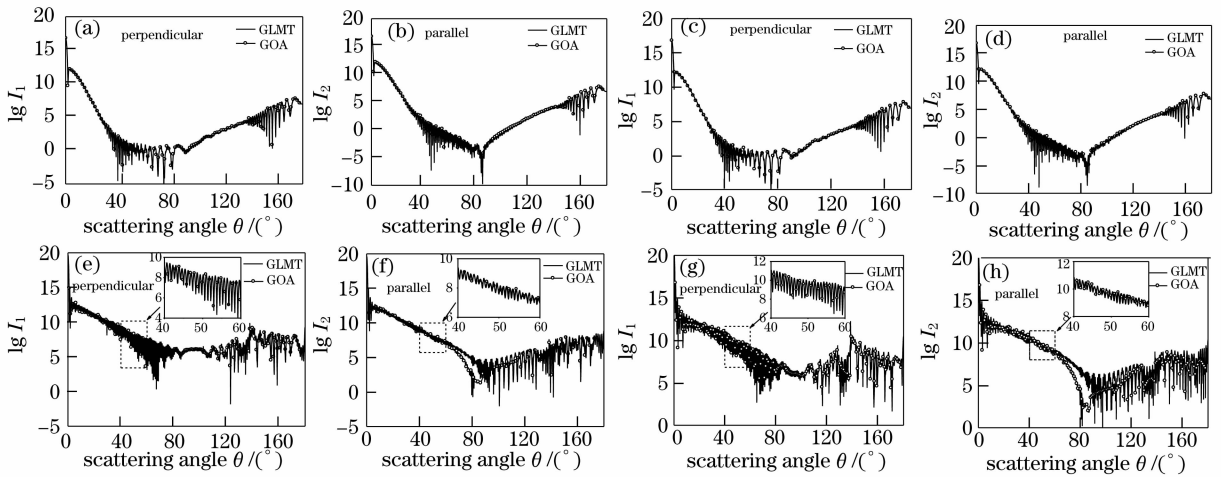 (a)
perpendicular
GLMT
GOA
20
15
10
5
0
−5
lg I₁
0 40 80 120 160
scattering angle θ /(°)
(b)
parallel
GLMT
GOA
20
15
10
5
0
−5
−10
lg I₂
0 40 80 120 160
scattering angle θ /(°)
(c)
perpendicular
GLMT
GOA
20
15
10
5
0
−5
lg I₁
0 40 80 120 160
scattering angle θ /(°)
(d)
parallel
GLMT
GOA
20
15
10
5
0
−5
−10
lg I₂
0 40 80 120 160
scattering angle θ /(°)
(e)
perpendicular
GLMT
GOA
10
8
6
4
40 50 60
20
15
10
5
0
−5
lg I₁
0 40 80 120 160
scattering angle θ /(°)
(f)
parallel
GLMT
GOA
10
8
6
4
40 50 60
20
15
10
5
0
−5
lg I₂
0 40 80 120 160
scattering angle θ /(°)
(g)
perpendicular
GLMT
GOA
12
10
8
6
40 50 60
20
15
10
5
0
lg I₁
0 40 80 120 160
scattering angle θ /(°)
(h)
parallel
GLMT
GOA
12
10
8
6
40 50 60
20
15
10
5
0
lg I₂
0 40 80 120 160
scattering angle θ /(°)